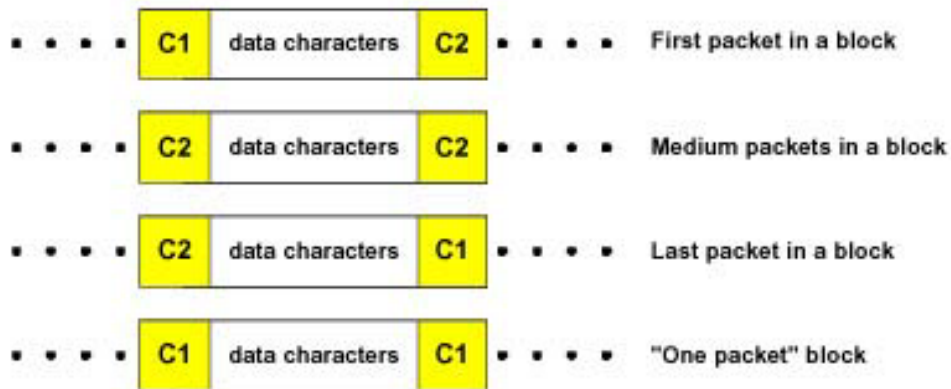 C1 data characters C2 First packet in a block
C2 data characters C2 Medium packets in a block
C2 data characters C1 Last packet in a block
C1 data characters C1 "One packet" block